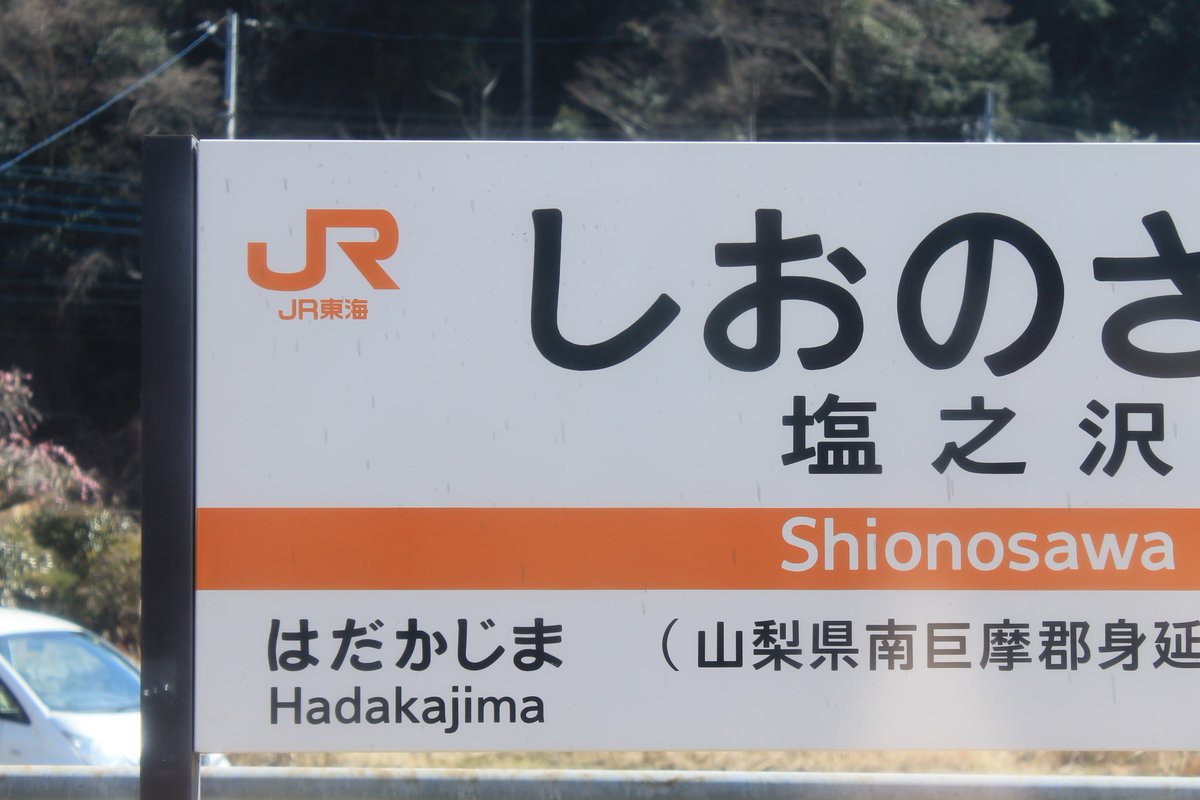 JR
JR東海
しおのさ
塩之沢
Shionosawa
はだかじま
Hadakajima
（山梨県南巨摩郡身延